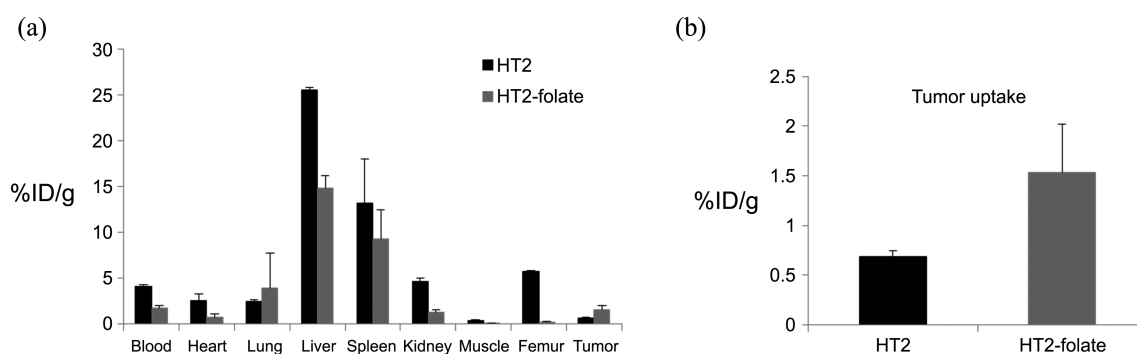 (a)
30
25
20
15
10
5
0
%ID/g
HT2
HT2-folate
Blood Heart Lung Liver Spleen Kidney Muscle Femur Tumor
(b)
2.5
2
1.5
1
0.5
0
%ID/g
Tumor uptake
HT2 HT2-folate